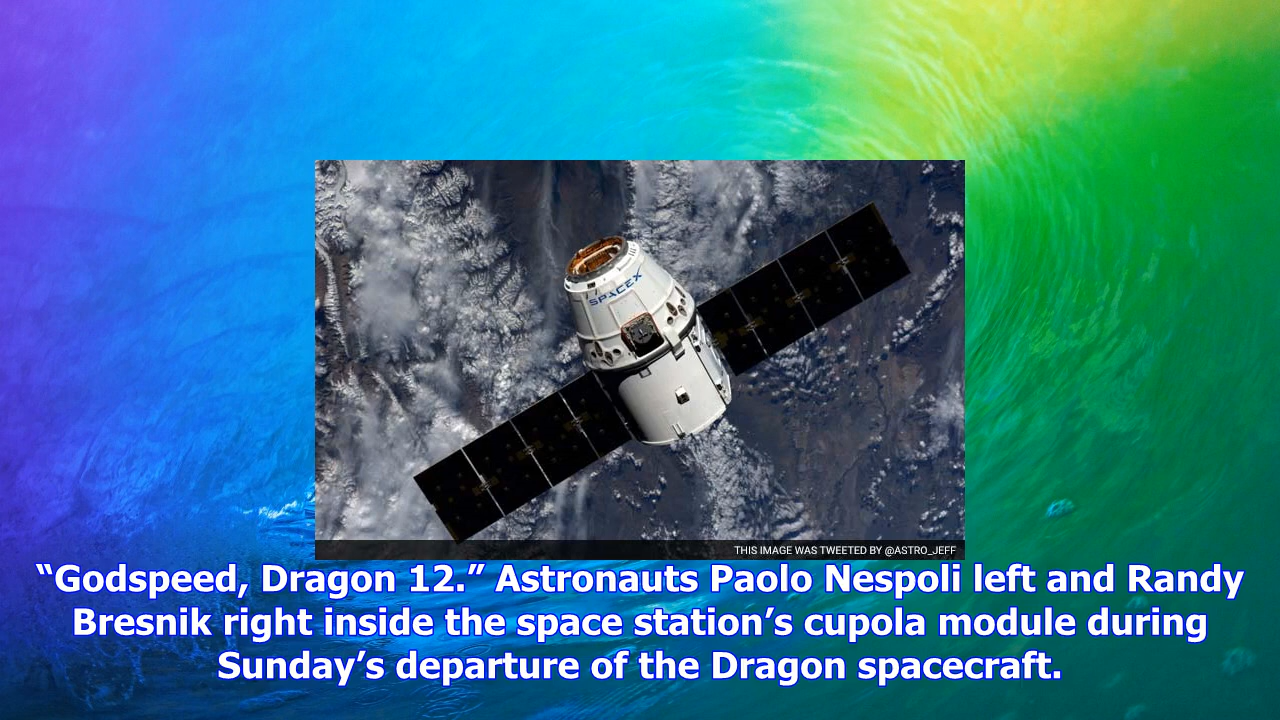 SPACEX
THIS IMAGE WAS TWEETED BY @ASTRO_JEFF
“Godspeed, Dragon 12.” Astronauts Paolo Nespoli left and Randy
Bresnik right inside the space station’s cupola module during
Sunday’s departure of the Dragon spacecraft.